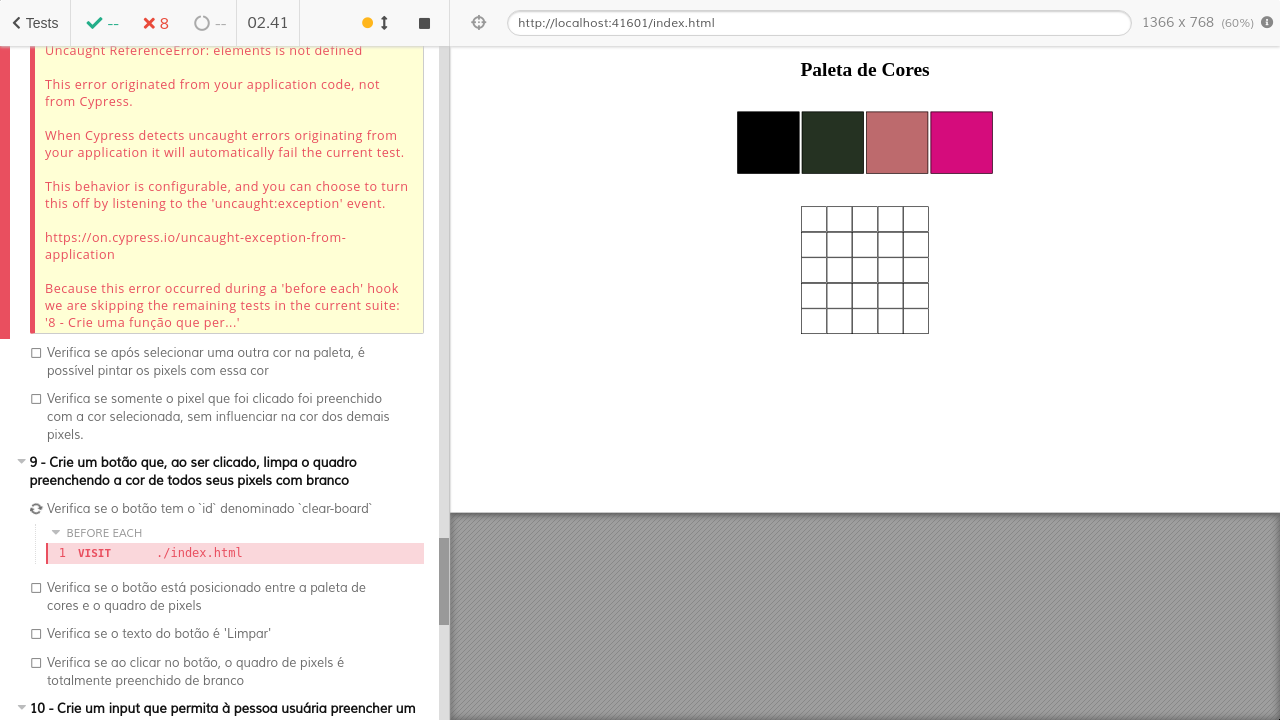 Tests -- 8 -- 02.41 http://localhost:41601/index.html 1366 x 768 (60%)
Uncaught ReferenceError: elements is not defined
This error originated from your application code, not
from Cypress.
When Cypress detects uncaught errors originating from
your application it will automatically fail the current test.
This behavior is configurable, and you can choose to turn
this off by listening to the 'uncaught:exception' event.
https://on.cypress.io/uncaught-exception-from-
application
Because this error occurred during a 'before each' hook
we are skipping the remaining tests in the current suite:
'8 - Crie uma função que per...'
Verifica se após selecionar uma outra cor na paleta, é
possível pintar os pixels com essa cor
Verifica se somente o pixel que foi clicado foi preenchido
com a cor selecionada, sem influenciar na cor dos demais
pixels.
9 - Crie um botão que, ao ser clicado, limpa o quadro
preenchendo a cor de todos seus pixels com branco
Verifica se o botão tem o `id` denominado `clear-board`
BEFORE EACH
1 VISIT ./index.html
Verifica se o botão está posicionado entre a paleta de
cores e o quadro de pixels
Verifica se o texto do botão é 'Limpar'
Verifica se ao clicar no botão, o quadro de pixels é
totalmente preenchido de branco
10 - Crie um input que permita à pessoa usuária preencher um
Paleta de Cores